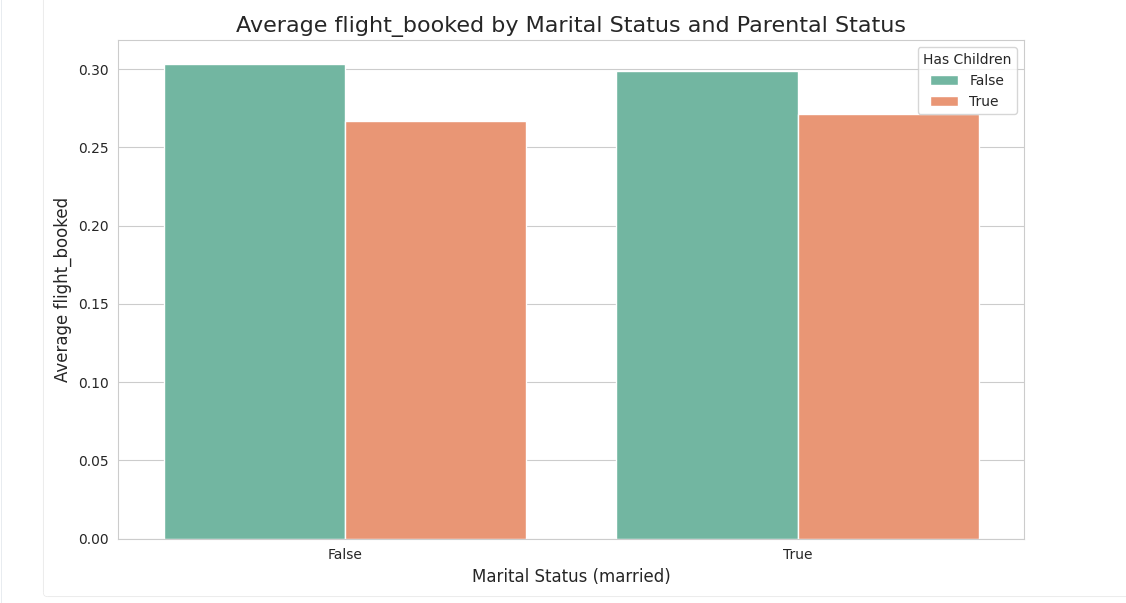 Average flight_booked by Marital Status and Parental Status
Has Children
False
True
0.30
0.25
0.20
0.15
0.10
0.05
0.00
Average flight_booked
False
True
Marital Status (married)